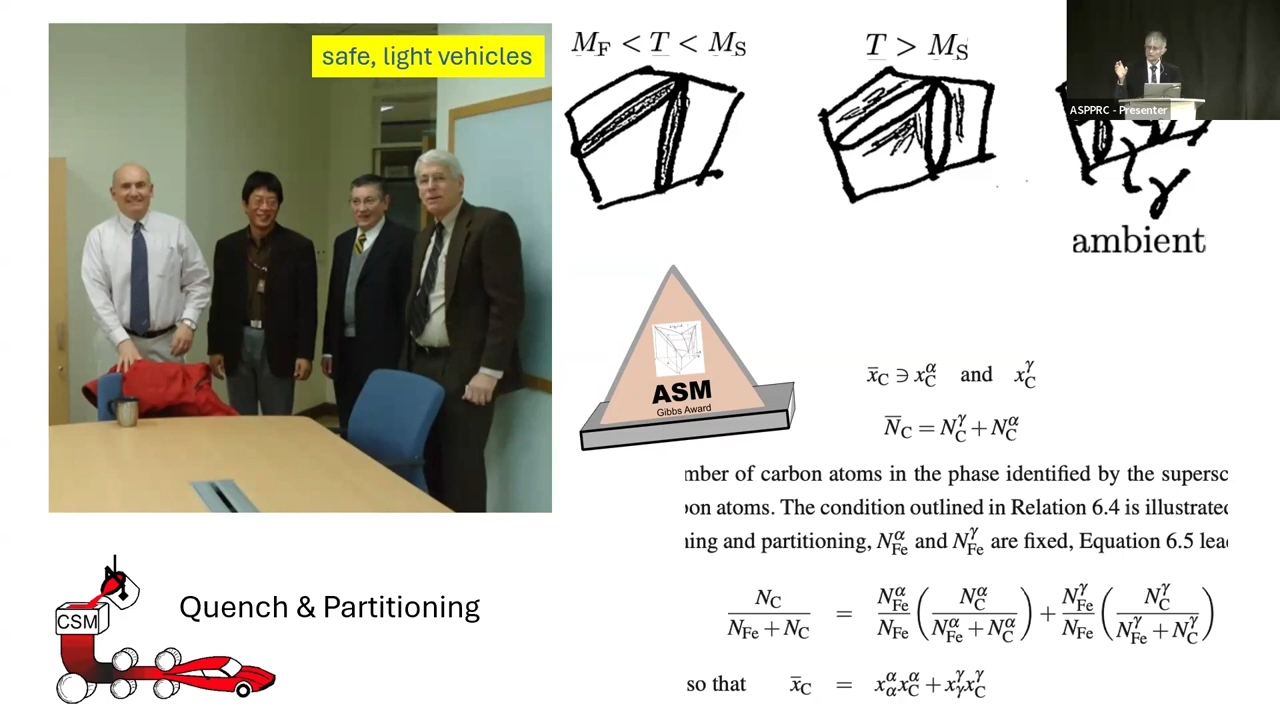 safe, light vehicles
M_F < T < M_S
T > M_S
ASPPRC - Presenter
γ
ambient
ASM
Gibbs Award
x̄_C ∋ x_C^α and x_C^γ
N̄_C = N_C^γ + N_C^α
mber of carbon atoms in the phase identified by the supersc
on atoms. The condition outlined in Relation 6.4 is illustrated
ning and partitioning, N_Fe^α and N_Fe^γ are fixed, Equation 6.5 lea
N_C / (N_Fe + N_C) = N_Fe^α / N_Fe (N_C^α / (N_Fe^α + N_C^α)) + N_Fe^γ / N_Fe (N_C^γ / (N_Fe^γ + N_C^γ))
so that x̄_C = x_α^α x_C^α + x_γ^γ x_C^γ
CSM
Quench & Partitioning